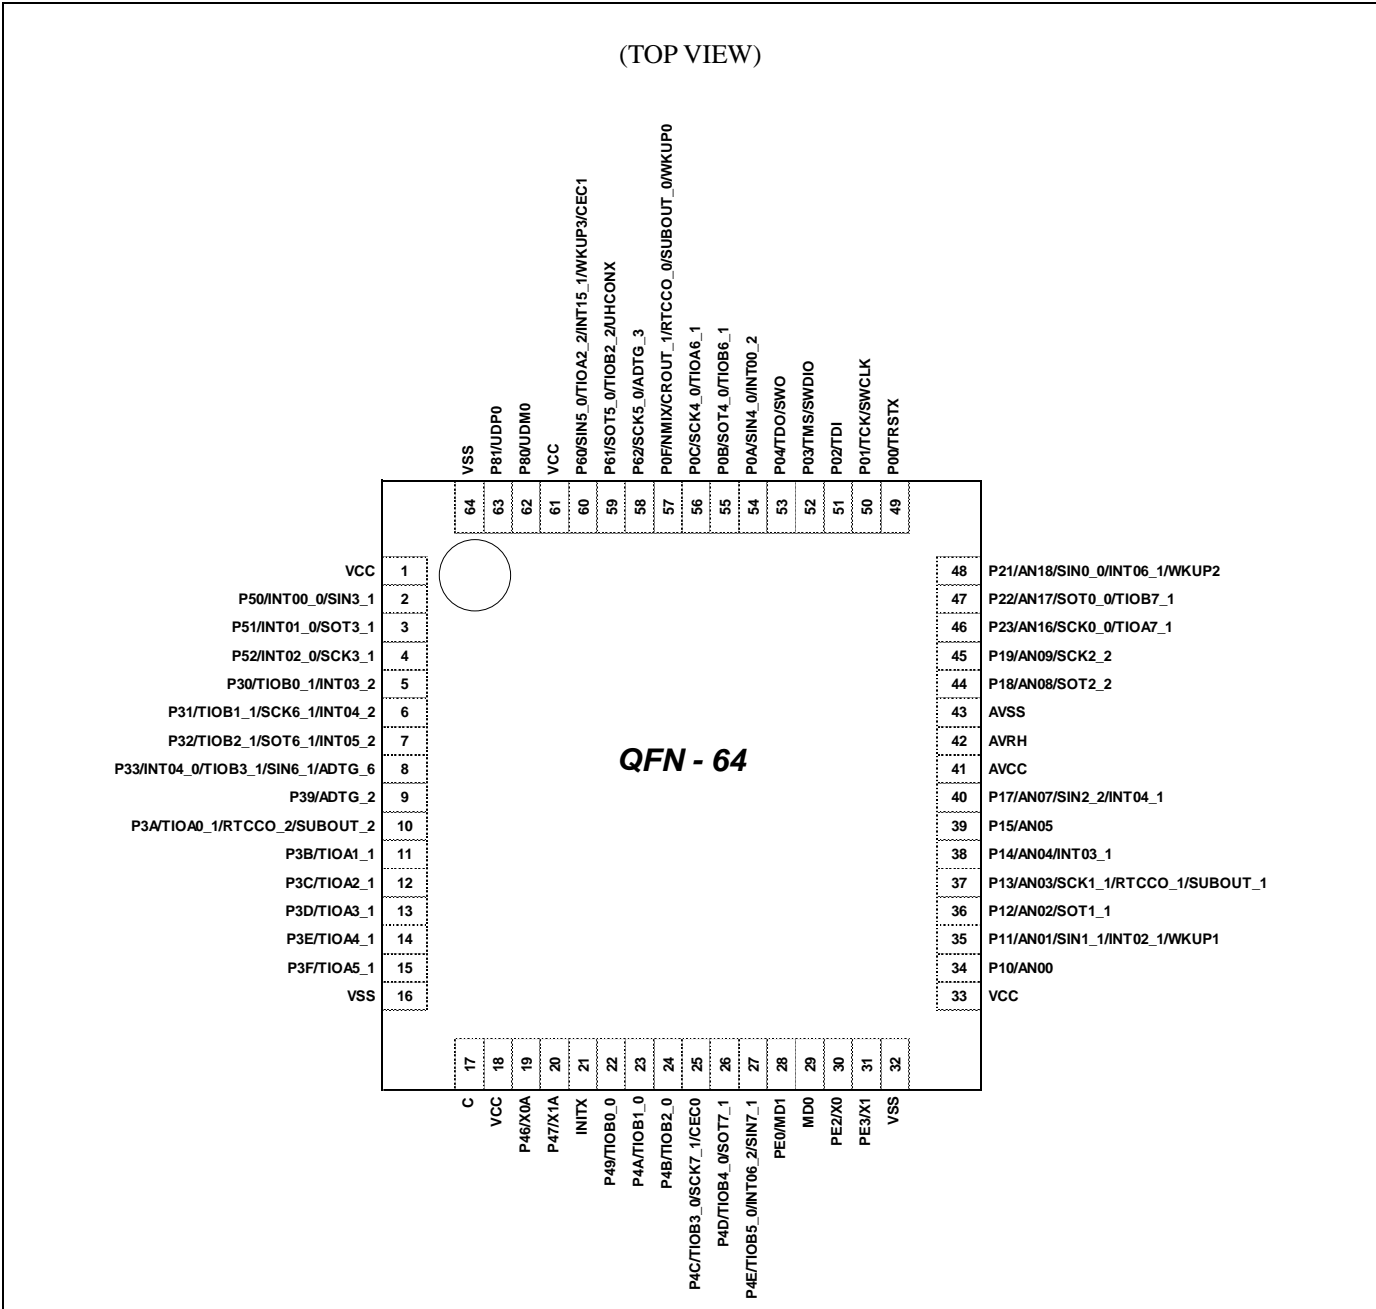 (TOP VIEW)
VSS
P81/UDP0
P80/UDM0
VCC
P60/SIN5_0/TIOA2_2/INT15_1/WKUP3/CEC1
P61/SOT5_0/TIOB2_2/UHCONX
P62/SCK5_0/ADTG_3
P0F/NMIX/CROUT_1/RTCCO_0/SUBOUT_0/WKUP0
P0C/SCK4_0/TIOA6_1
P0B/SOT4_0/TIOB6_1
P0A/SIN4_0/INT00_2
P04/TDO/SWO
P03/TMS/SWDIO
P02/TDI
P01/TCK/SWCLK
P00/TRSTX
64 63 62 61 60 59 58 57 56 55 54 53 52 51 50 49
VCC 1
P50/INT00_0/SIN3_1 2
P51/INT01_0/SOT3_1 3
P52/INT02_0/SCK3_1 4
P30/TIOB0_1/INT03_2 5
P31/TIOB1_1/SCK6_1/INT04_2 6
P32/TIOB2_1/SOT6_1/INT05_2 7
P33/INT04_0/TIOB3_1/SIN6_1/ADTG_6 8
P39/ADTG_2 9
P3A/TIOA0_1/RTCCO_2/SUBOUT_2 10
P3B/TIOA1_1 11
P3C/TIOA2_1 12
P3D/TIOA3_1 13
P3E/TIOA4_1 14
P3F/TIOA5_1 15
VSS 16
QFN - 64
48 P21/AN18/SIN0_0/INT06_1/WKUP2
47 P22/AN17/SOT0_0/TIOB7_1
46 P23/AN16/SCK0_0/TIOA7_1
45 P19/AN09/SCK2_2
44 P18/AN08/SOT2_2
43 AVSS
42 AVRH
41 AVCC
40 P17/AN07/SIN2_2/INT04_1
39 P15/AN05
38 P14/AN04/INT03_1
37 P13/AN03/SCK1_1/RTCCO_1/SUBOUT_1
36 P12/AN02/SOT1_1
35 P11/AN01/SIN1_1/INT02_1/WKUP1
34 P10/AN00
33 VCC
17 18 19 20 21 22 23 24 25 26 27 28 29 30 31 32
C
VCC
P46/X0A
P47/X1A
INITX
P49/TIOB0_0
P4A/TIOB1_0
P4B/TIOB2_0
P4C/TIOB3_0/SCK7_1/CEC0
P4D/TIOB4_0/SOT7_1
P4E/TIOB5_0/INT06_2/SIN7_1
PE0/MD1
MD0
PE2/X0
PE3/X1
VSS